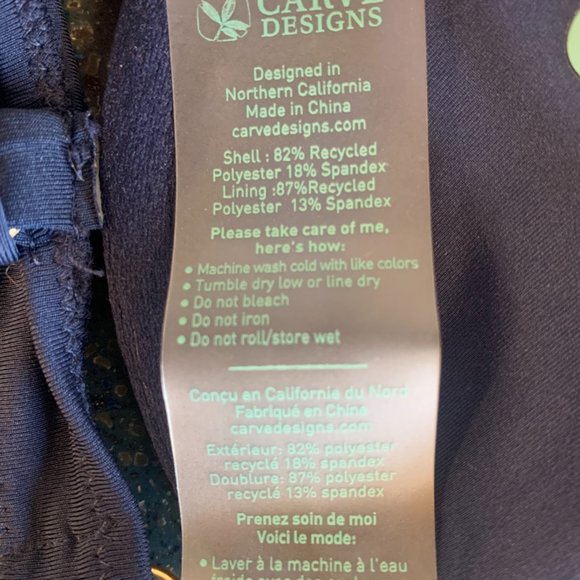 CARVE
DESIGNS
Designed in
Northern California
Made in China
carvedesigns.com
Shell : 82% Recycled
Polyester 18% Spandex
Lining :87%Recycled
Polyester 13% Spandex
Please take care of me,
here's how:
• Machine wash cold with like colors
• Tumble dry low or line dry
• Do not bleach
• Do not iron
• Do not roll/store wet
Conçu en Californie du Nord
Fabriqué en Chine
carvedesigns.com
Extérieur: 82% polyester
recyclé 18% spandex
Doublure: 87% polyester
recyclé 13% spandex
Prenez soin de moi
Voici le mode:
• Laver à la machine à l'eau